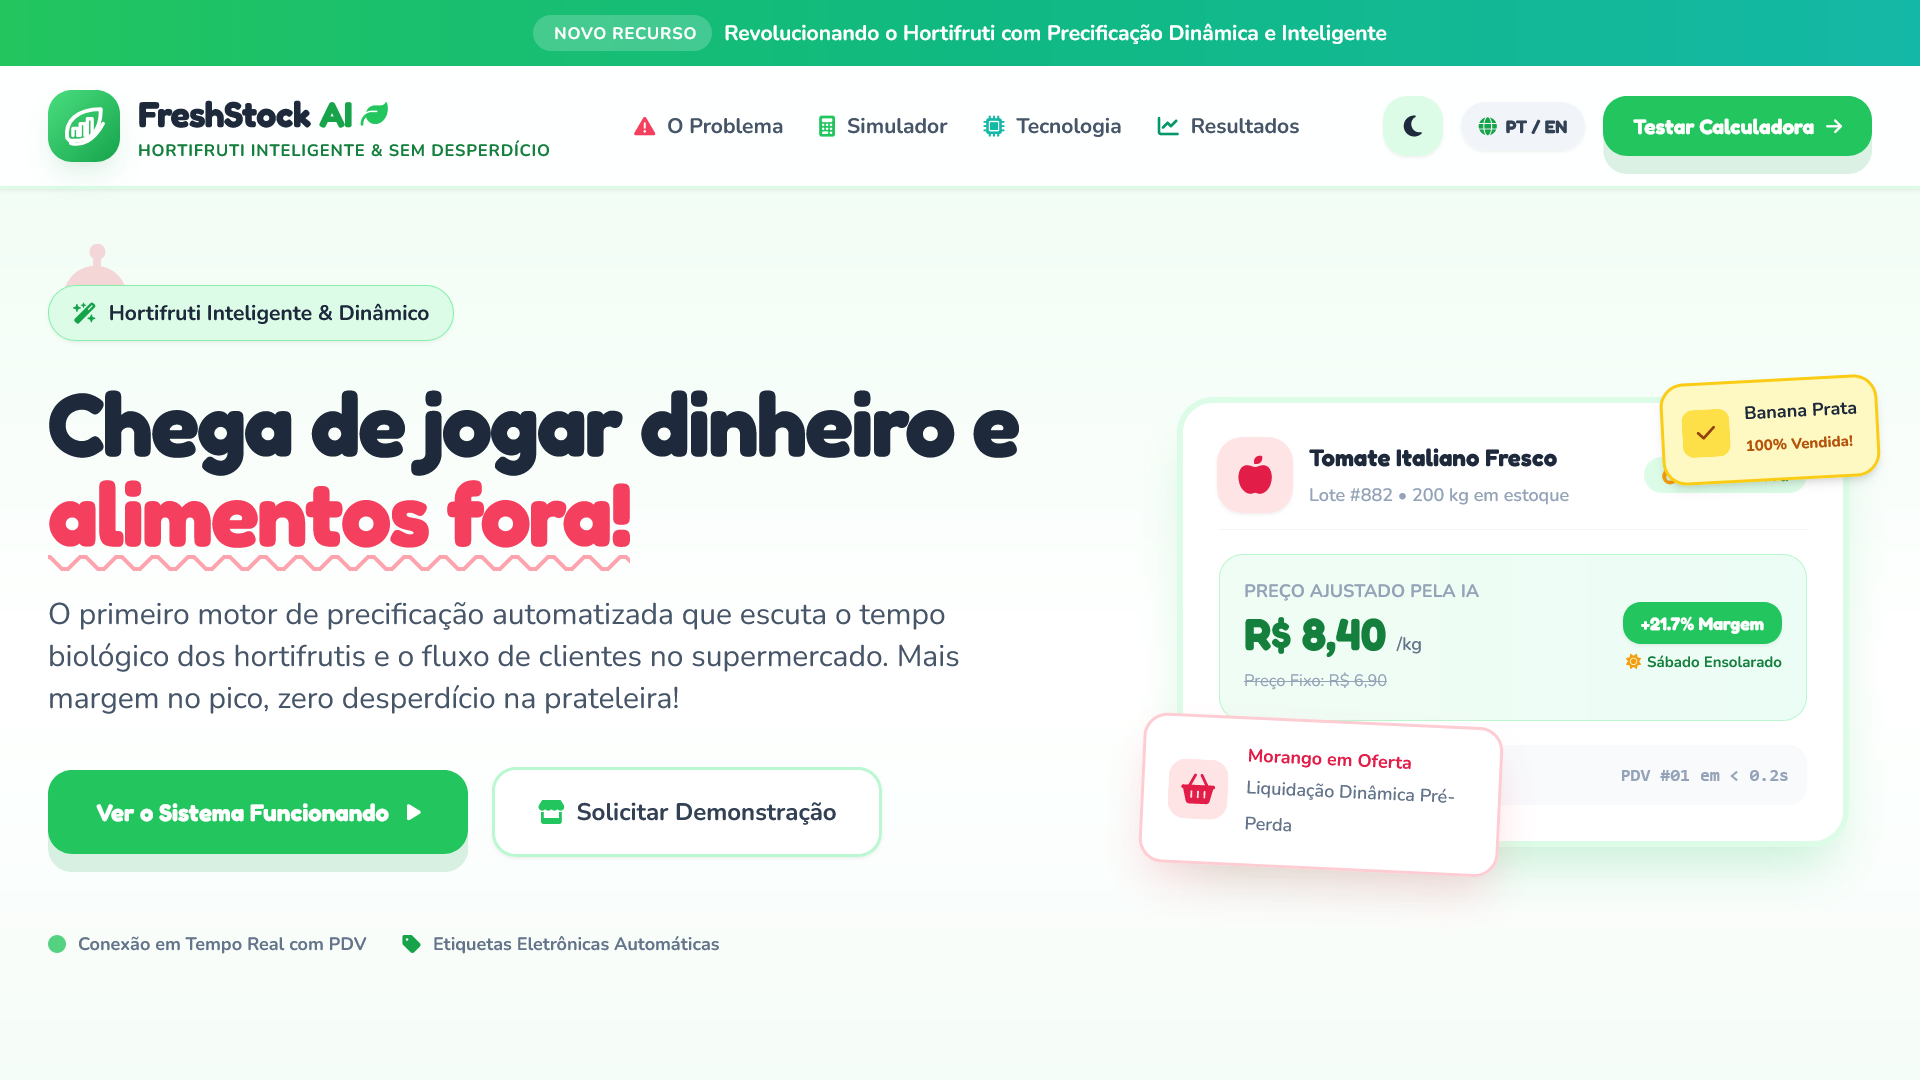 NOVO RECURSO Revolucionando o Hortifruti com Precificação Dinâmica e Inteligente
FreshStock AI
HORTIFRUTI INTELIGENTE & SEM DESPERDÍCIO
O Problema
Simulador
Tecnologia
Resultados
PT / EN
Testar Calculadora
Hortifruti Inteligente & Dinâmico
Chega de jogar dinheiro e
alimentos fora!
O primeiro motor de precificação automatizada que escuta o tempo
biológico dos hortifrutis e o fluxo de clientes no supermercado. Mais
margem no pico, zero desperdício na prateleira!
Ver o Sistema Funcionando
Solicitar Demonstração
Conexão em Tempo Real com PDV
Etiquetas Eletrônicas Automáticas
Banana Prata
100% Vendida!
Tomate Italiano Fresco
Lote #882 • 200 kg em estoque
PREÇO AJUSTADO PELA IA
R$ 8,40 /kg
Preço Fixo: R$ 6,90
+21.7% Margem
Sábado Ensolarado
PDV #01 em < 0.2s
Morango em Oferta
Liquidação Dinâmica Pré-
Perda